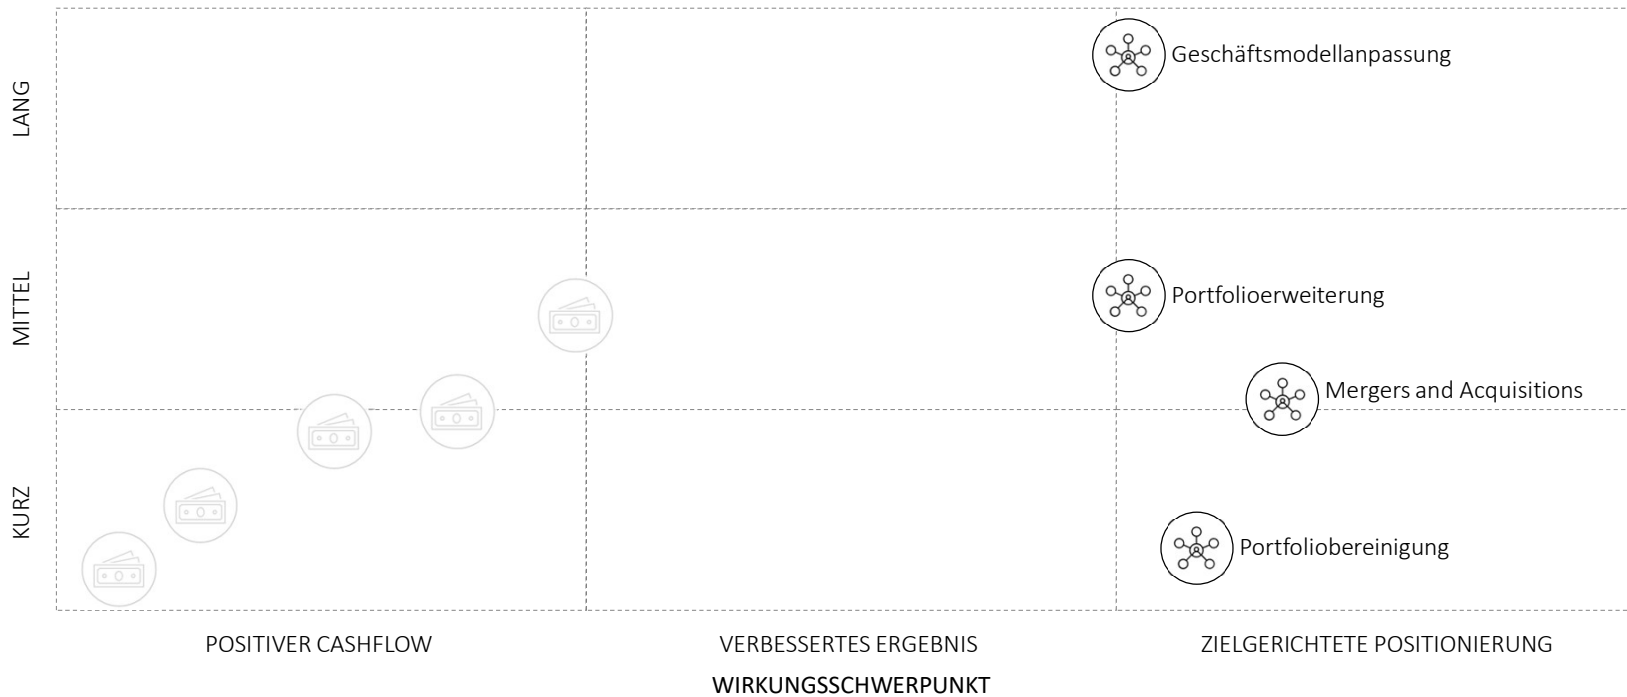 LANG
Geschäftsmodellanpassung
MITTEL
Portfolioerweiterung
Mergers and Acquisitions
KURZ
Portfoliobereinigung
POSITIVER CASHFLOW
VERBESSERTES ERGEBNIS
ZIELGERICHTETE POSITIONIERUNG
WIRKUNGSSCHWERPUNKT